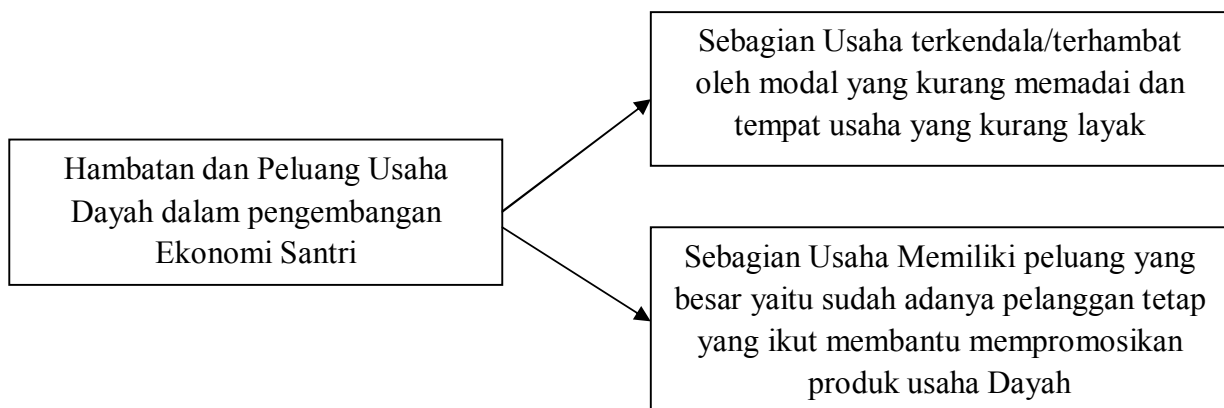 Hambatan dan Peluang Usaha
Dayah dalam pengembangan
Ekonomi Santri
Sebagian Usaha terkendala/terhambat
oleh modal yang kurang memadai dan
tempat usaha yang kurang layak
Sebagian Usaha Memiliki peluang yang
besar yaitu sudah adanya pelanggan tetap
yang ikut membantu mempromosikan
produk usaha Dayah